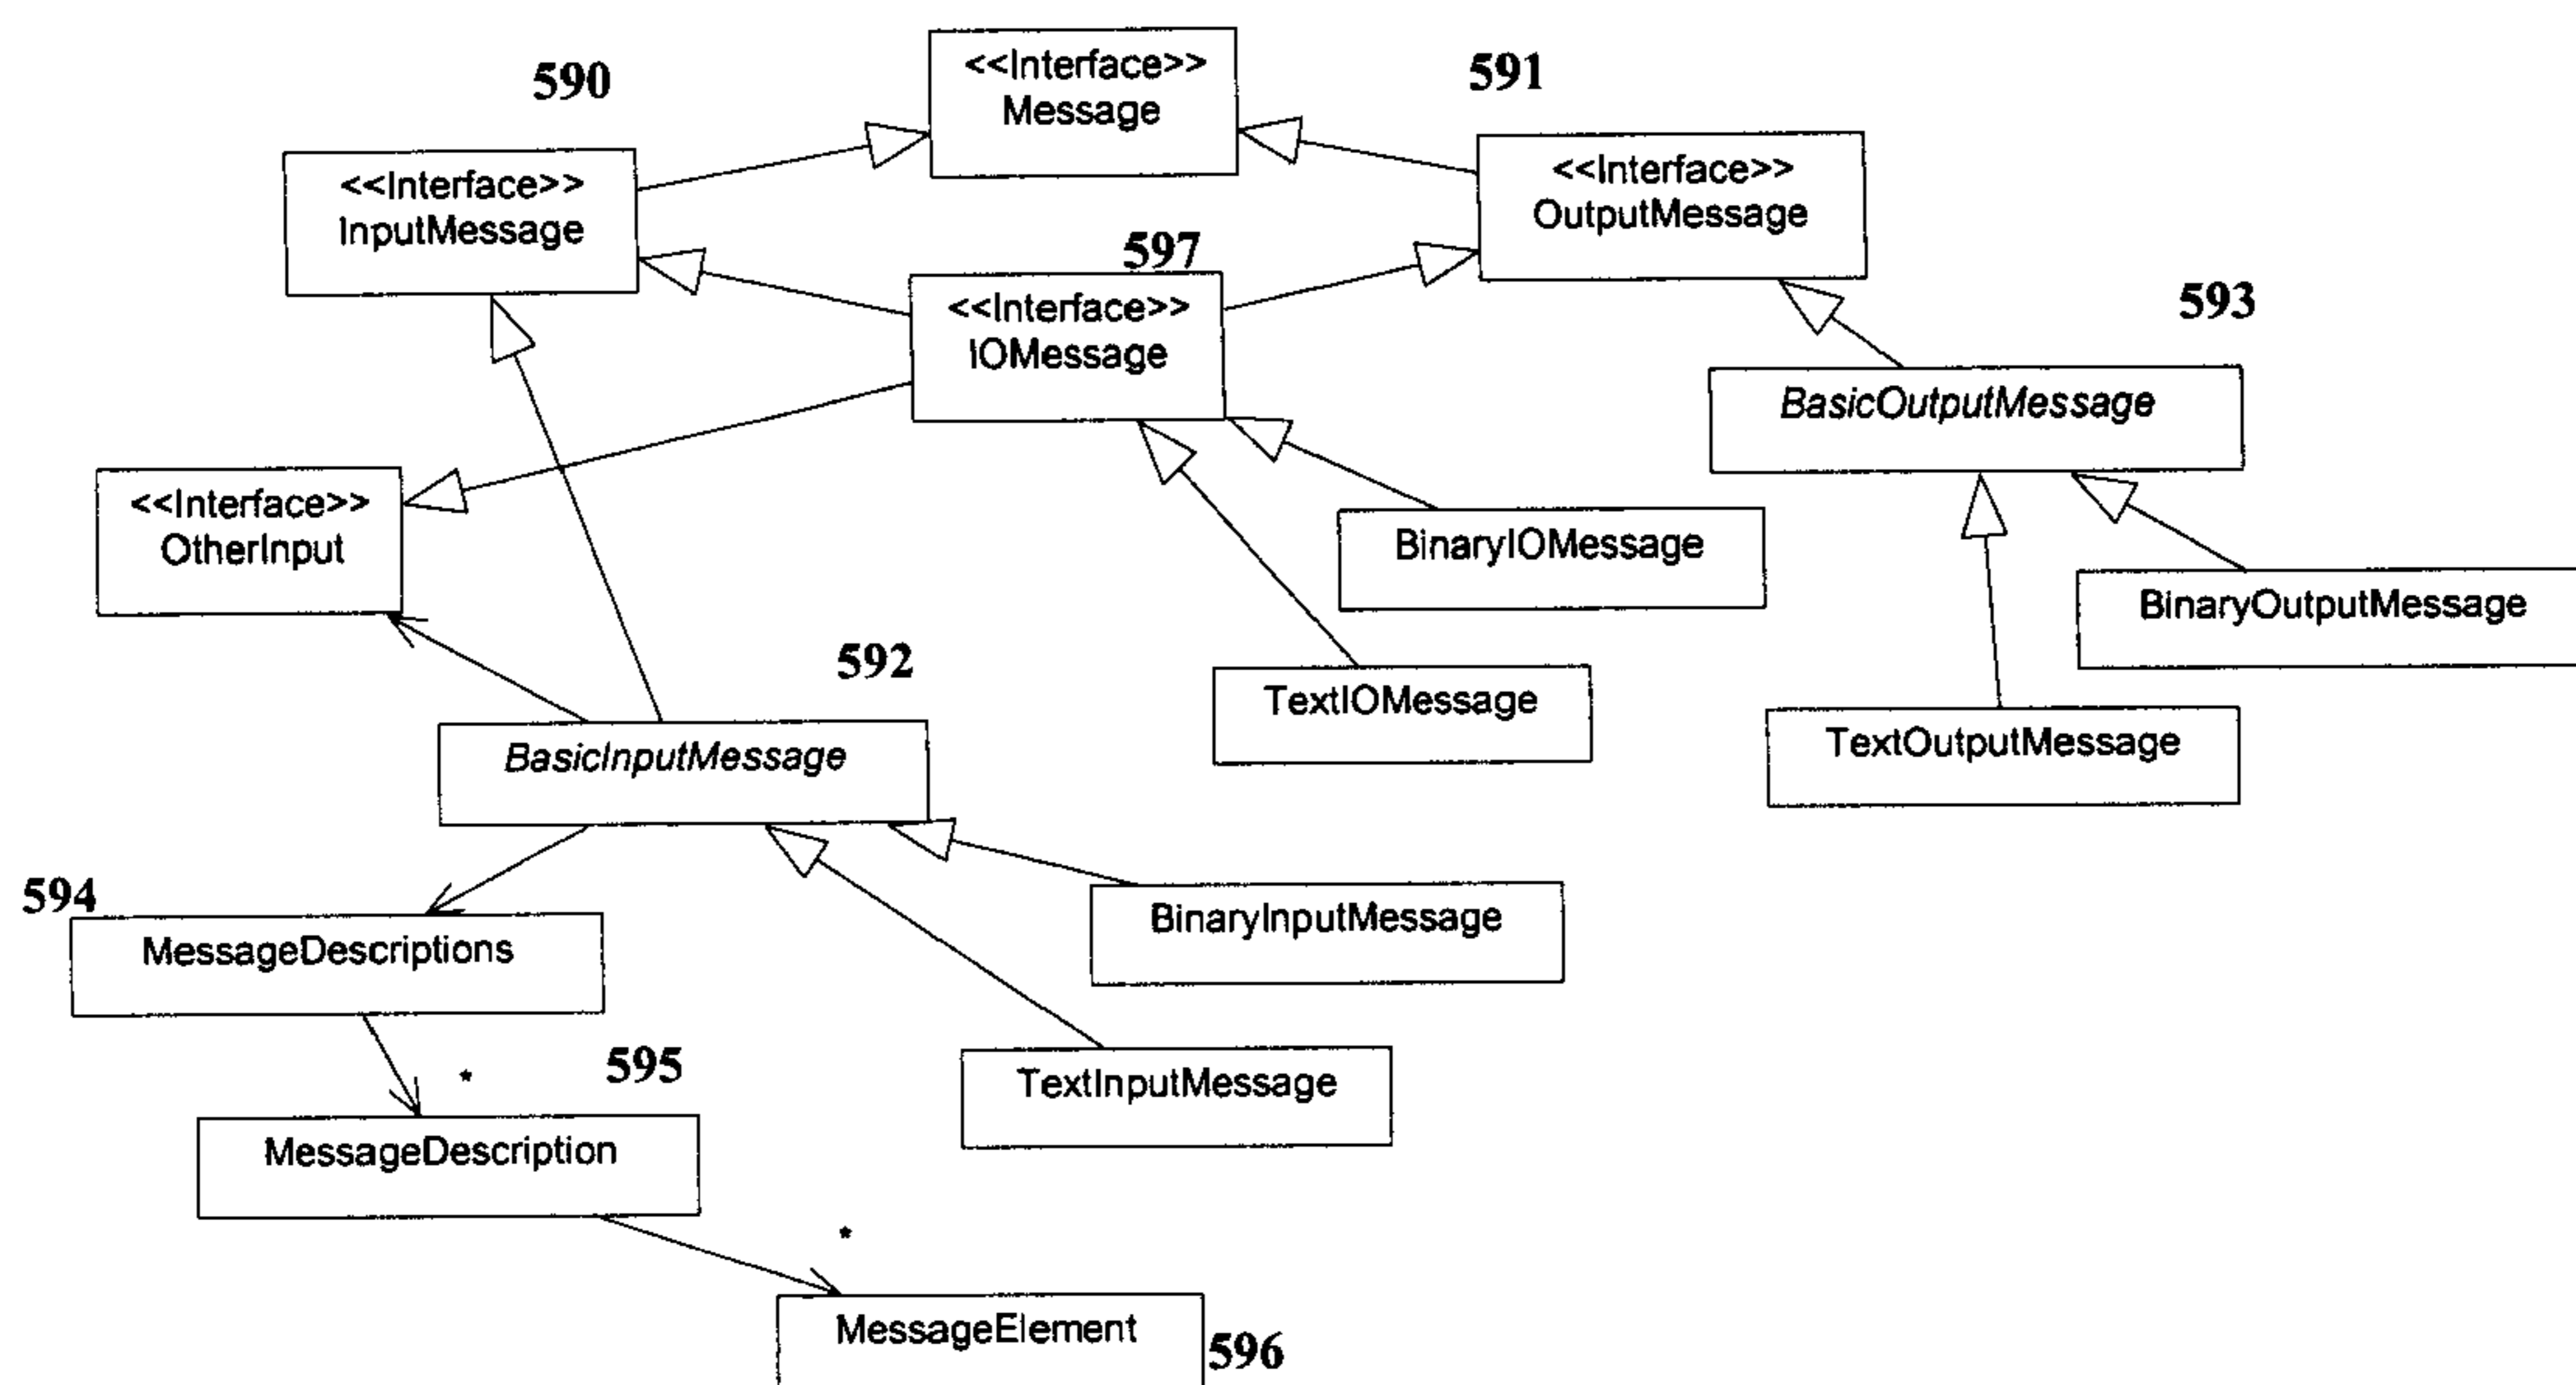 590
<<Interface>>
Message
591
<<Interface>>
InputMessage
<<Interface>>
OutputMessage
597
<<Interface>>
IOMessage
593
BasicOutputMessage
<<Interface>>
OtherInput
BinaryIOMessage
BinaryOutputMessage
592
TextIOMessage
BasicInputMessage
TextOutputMessage
594
MessageDescriptions
BinaryInputMessage
595
*
MessageDescription
TextInputMessage
*
MessageElement
596